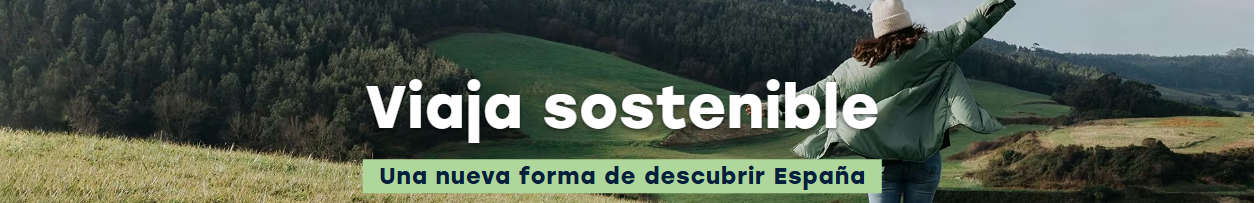 Viaja sostenible
Una nueva forma de descubrir España